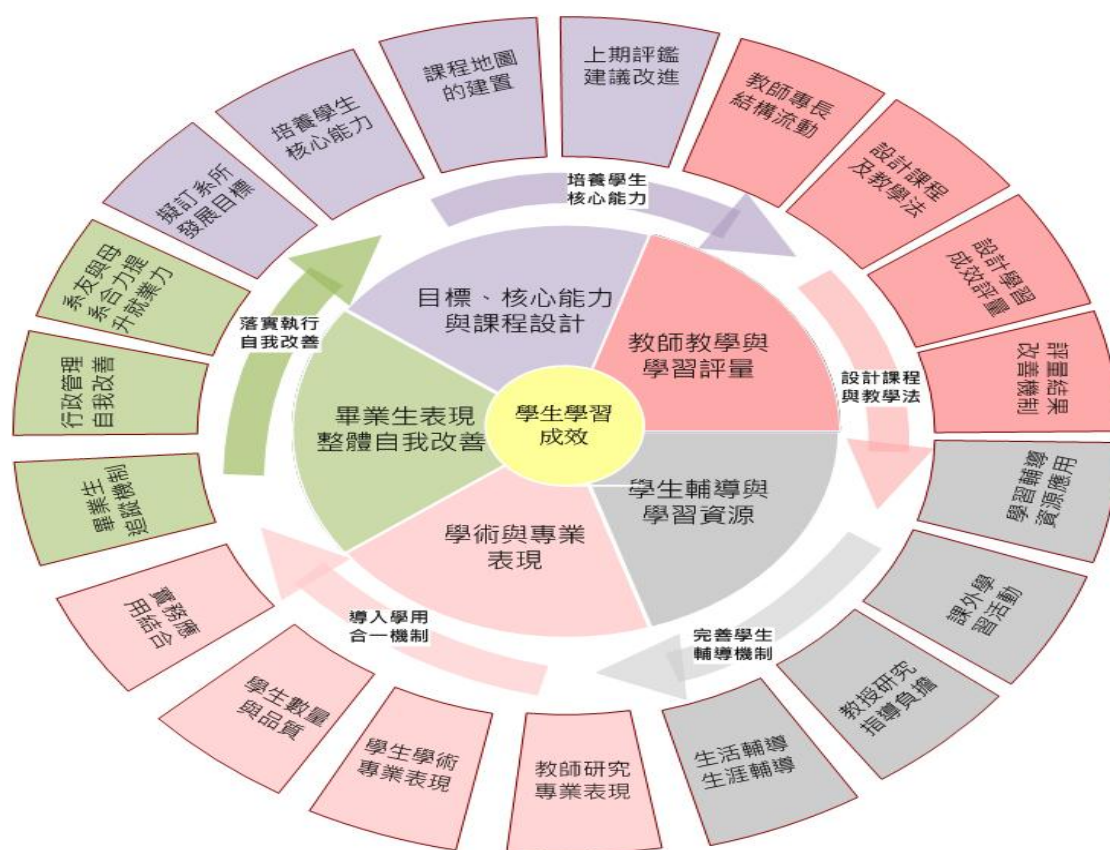 上期評鑑
建議改進
課程地圖
的建置
培養學生
核心能力
擬訂系所
發展目標
教師專長
結構流動
設計課程
及教學法
設計學習
成效評量
評量結果
改善機制
學習輔導
資源應用
課外學
習活動
教授研究
指導負擔
生活輔導
生涯輔導
教師研究
專業表現
學生學術
專業表現
學生數量
與品質
實務應
用結合
畢業生
追蹤機制
行政管理
自我改善
系友與母
系合力提
升就業力
培養學生
核心能力
設計課程
與教學法
完善學生
輔導機制
導入學用
合一機制
落實執行
自我改善
目標、核心能力
與課程設計
教師教學與
學習評量
學生輔導與
學習資源
學術與專業
表現
畢業生表現
整體自我改善
學生學習
成效